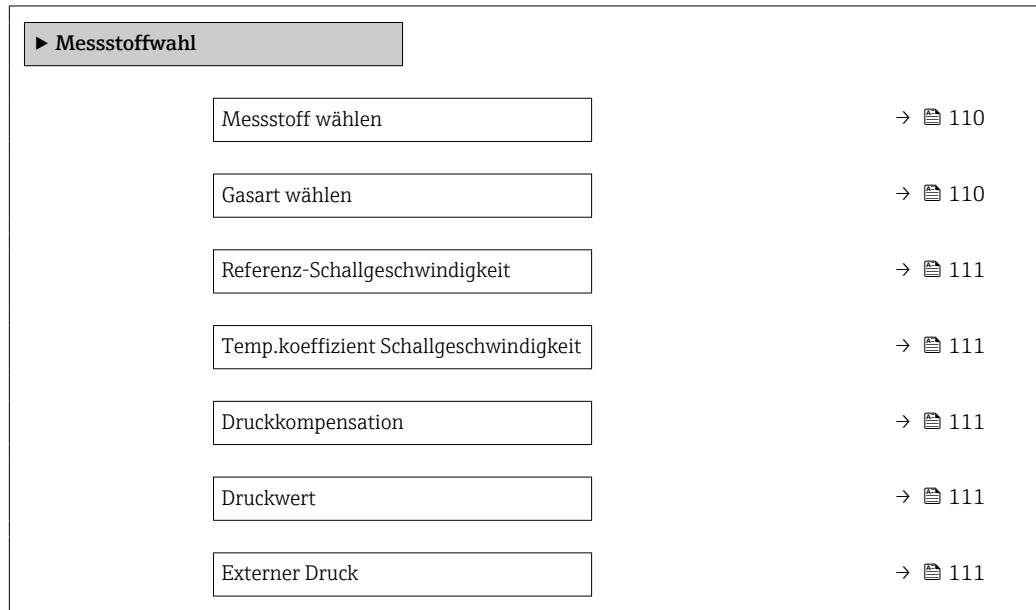 ▶ Messstoffwahl
Messstoff wählen → 110
Gasart wählen → 110
Referenz-Schallgeschwindigkeit → 111
Temp.koeffizient Schallgeschwindigkeit → 111
Druckkompensation → 111
Druckwert → 111
Externer Druck → 111